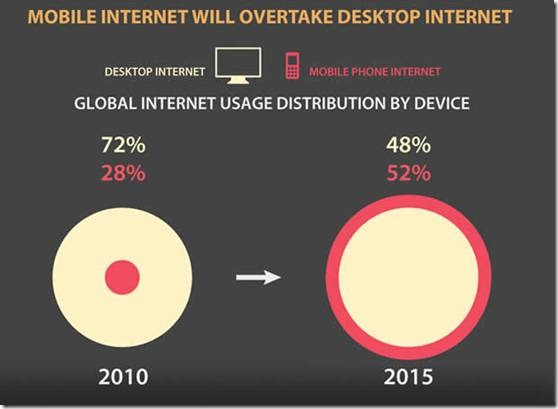 MOBILE INTERNET WILL OVERTAKE DESKTOP INTERNET
DESKTOP INTERNET MOBILE PHONE INTERNET
GLOBAL INTERNET USAGE DISTRIBUTION BY DEVICE
72% 48%
28% 52%
2010 2015